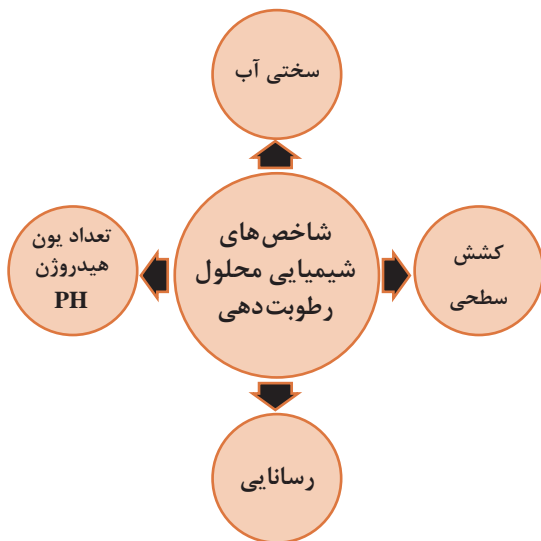 سختی آب
شاخص‌های
شیمیایی محلول
رطوبت‌دهی
کشش
سطحی
تعداد یون
هیدروژن
PH
رسانایی